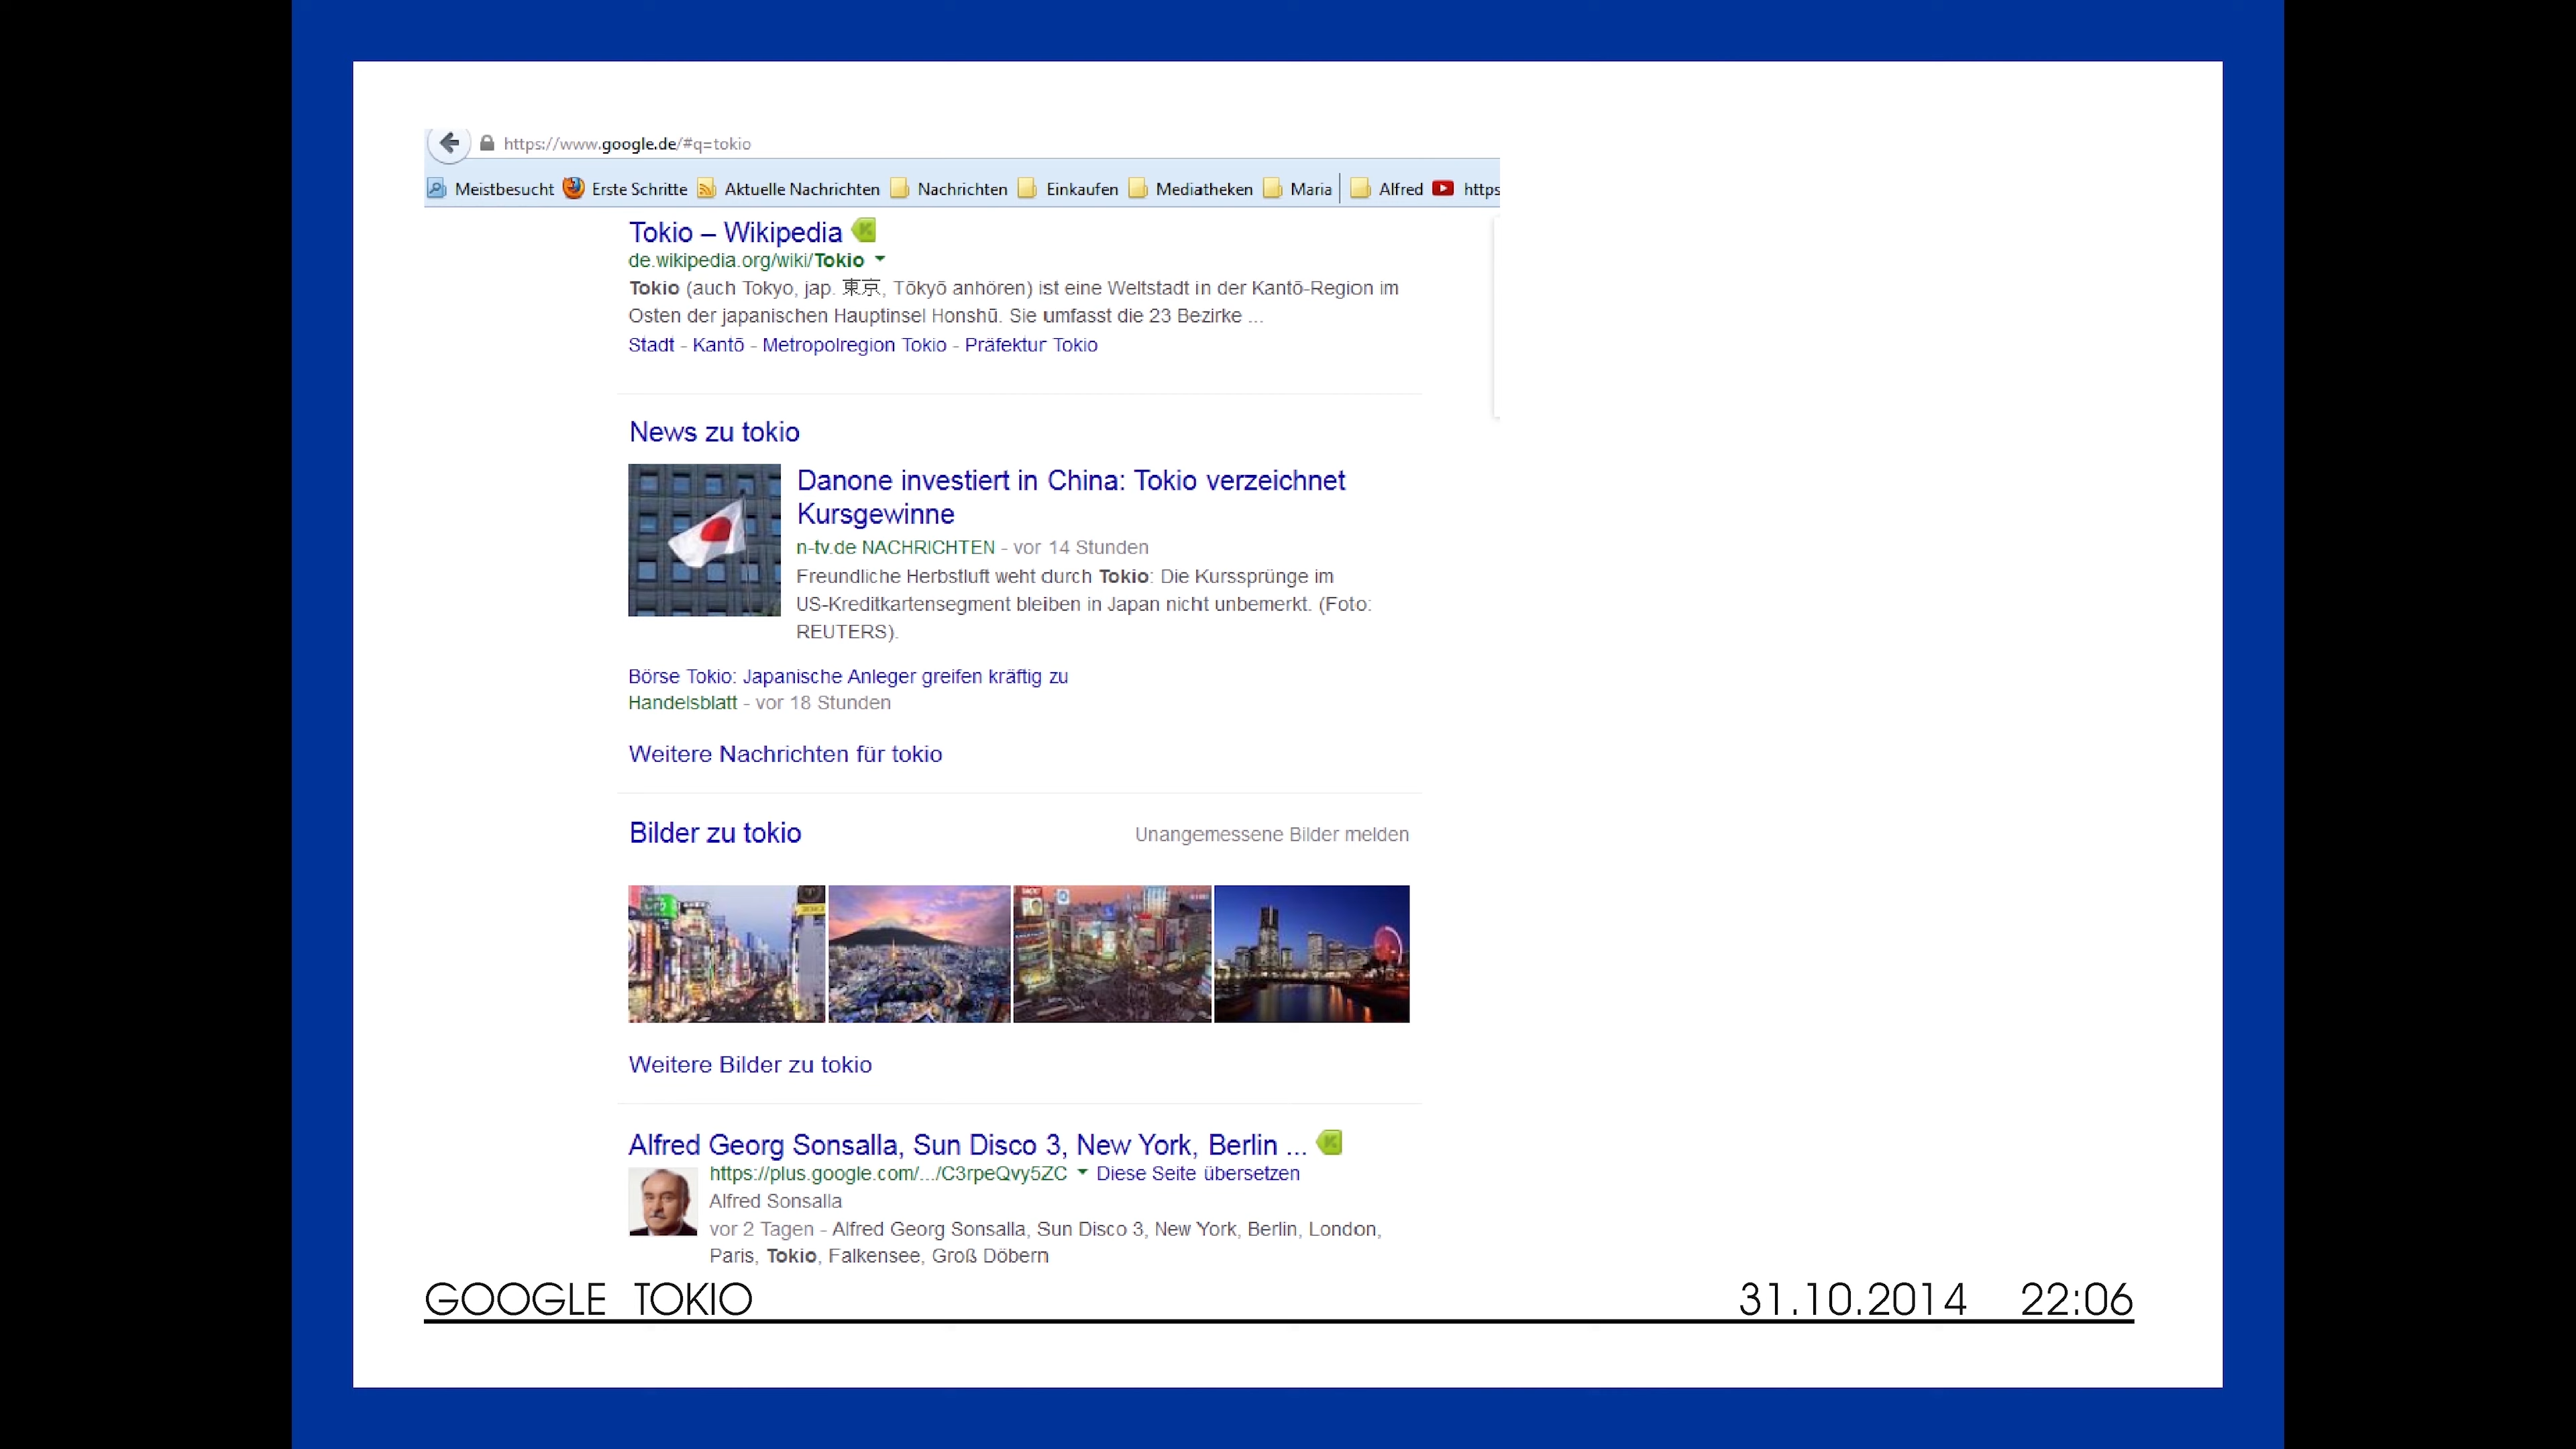 https://www.google.de/#q=tokio
Meistbesucht Erste Schritte Aktuelle Nachrichten Nachrichten Einkaufen Mediatheken Maria Alfred https
Tokio – Wikipedia
de.wikipedia.org/wiki/Tokio
Tokio (auch Tokyo, jap. 東京, Tōkyō anhören) ist eine Weltstadt in der Kantō-Region im
Osten der japanischen Hauptinsel Honshū. Sie umfasst die 23 Bezirke ...
Stadt - Kantō - Metropolregion Tokio - Präfektur Tokio
News zu tokio
Danone investiert in China: Tokio verzeichnet
Kursgewinne
n-tv.de NACHRICHTEN - vor 14 Stunden
Freundliche Herbstluft weht durch Tokio: Die Kurssprünge im
US-Kreditkartensegment bleiben in Japan nicht unbemerkt. (Foto:
REUTERS).
Börse Tokio: Japanische Anleger greifen kräftig zu
Handelsblatt - vor 18 Stunden
Weitere Nachrichten für tokio
Bilder zu tokio Unangemessene Bilder melden
Weitere Bilder zu tokio
Alfred Georg Sonsalla, Sun Disco 3, New York, Berlin ...
https://plus.google.com/.../C3rpeQvy5ZC Diese Seite übersetzen
Alfred Sonsalla
vor 2 Tagen - Alfred Georg Sonsalla, Sun Disco 3, New York, Berlin, London,
Paris, Tokio, Falkensee, Groß Döbern
GOOGLE TOKIO 31.10.2014 22:06